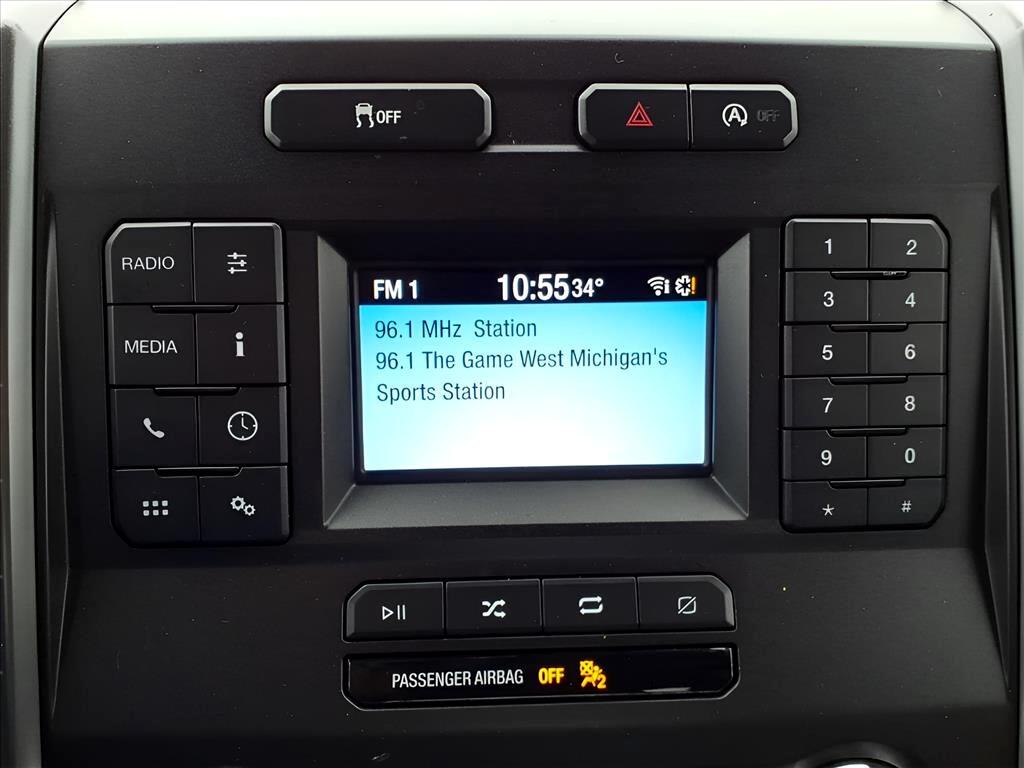 OFF
A OFF
RADIO
MEDIA
FM 1 10:55 34° i
96.1 MHz Station
96.1 The Game West Michigan's
Sports Station
i
1 2
3 4
5 6
7 8
9 0
* #
PASSENGER AIRBAG OFF 2